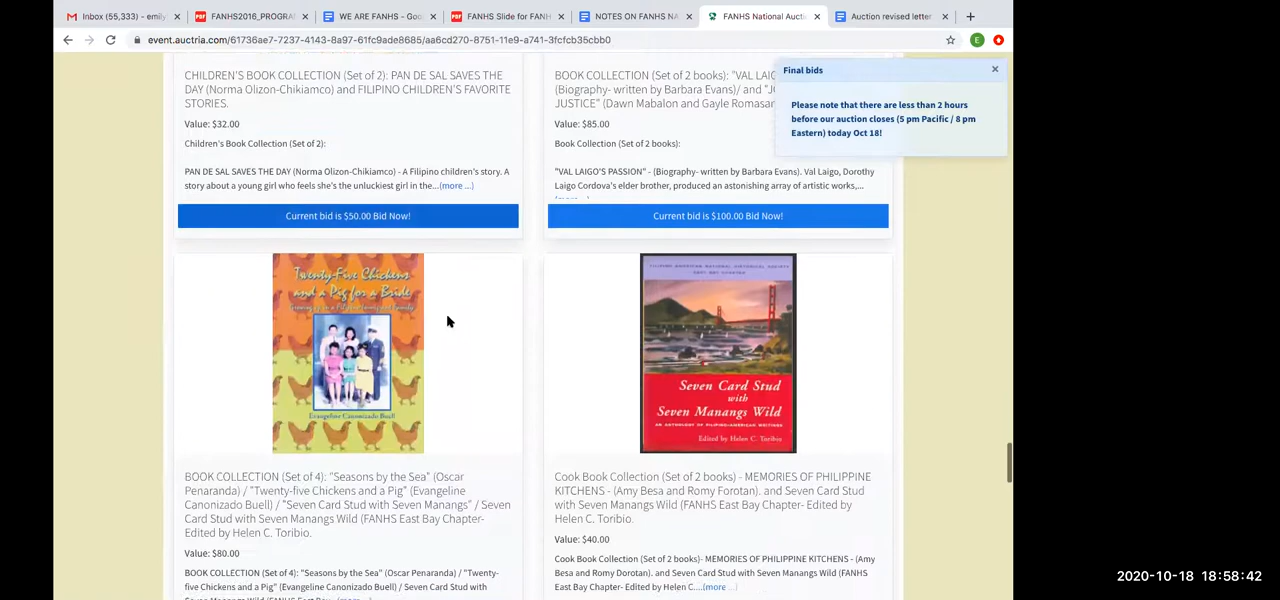 Inbox (55,333) - emily
FANHS2016_PROGRA
WE ARE FANHS - Goo
FANHS Slide for FANH
NOTES ON FANHS NA
FANHS National Aucti
Auction revised letter
event.auctria.com/61736ae7-7237-4143-8a97-61fc9ade8685/aa6cd270-8751-11e9-a741-3fcfcb35cbb0
E
Final bids
Please note that there are less than 2 hours
before our auction closes (5 pm Pacific / 8 pm
Eastern) today Oct 18!
CHILDREN'S BOOK COLLECTION (Set of 2): PAN DE SAL SAVES THE
DAY (Norma Olizon-Chikiamco) and FILIPINO CHILDREN'S FAVORITE
STORIES.
Value: $32.00
Children's Book Collection (Set of 2):
PAN DE SAL SAVES THE DAY (Norma Olizon-Chikiamco) - A Filipino children's story. A
story about a young girl who feels she's the unluckiest girl in the...(more ...)
Current bid is $50.00 Bid Now!
BOOK COLLECTION (Set of 2 books): "VAL LAIGO
(Biography- written by Barbara Evans)/ and "JO
JUSTICE" (Dawn Mabalon and Gayle Romasan
Value: $85.00
Book Collection (Set of 2 books):
"VAL LAIGO'S PASSION" - (Biography- written by Barbara Evans). Val Laigo, Dorothy
Laigo Cordova's elder brother, produced an astonishing array of artistic works,...
(more ...)
Current bid is $100.00 Bid Now!
Twenty-Five Chickens
and a Pig for a Bride
Evangeline Canonizado Buell
BOOK COLLECTION (Set of 4): "Seasons by the Sea" (Oscar
Penaranda) / "Twenty-five Chickens and a Pig" (Evangeline
Canonizado Buell) / "Seven Card Stud with Seven Manangs" / Seven
Card Stud with Seven Manangs Wild (FANHS East Bay Chapter-
Edited by Helen C. Toribio.
Value: $80.00
BOOK COLLECTION (Set of 4): "Seasons by the Sea" (Oscar Penaranda) / "Twenty-
five Chickens and a Pig" (Evangeline Canonizado Buell) / "Seven Card Stud with
FILIPINO AMERICAN NATIONAL HISTORICAL SOCIETY
EAST BAY CHAPTER
Seven Card Stud
with
Seven Manangs Wild
AN ANTHOLOGY OF FILIPINO-AMERICAN WRITINGS
Edited by Helen C. Toribio
Cook Book Collection (Set of 2 books) - MEMORIES OF PHILIPPINE
KITCHENS - (Amy Besa and Romy Forotan). and Seven Card Stud
with Seven Manangs Wild (FANHS East Bay Chapter- Edited by
Helen C. Toribio.
Value: $40.00
Cook Book Collection (Set of 2 books)- MEMORIES OF PHILIPPINE KITCHENS - (Amy
Besa and Romy Dorotan). and Seven Card Stud with Seven Manangs Wild (FANHS
East Bay Chapter- Edited by Helen C....(more ...)
2020-10-18 18:58:42